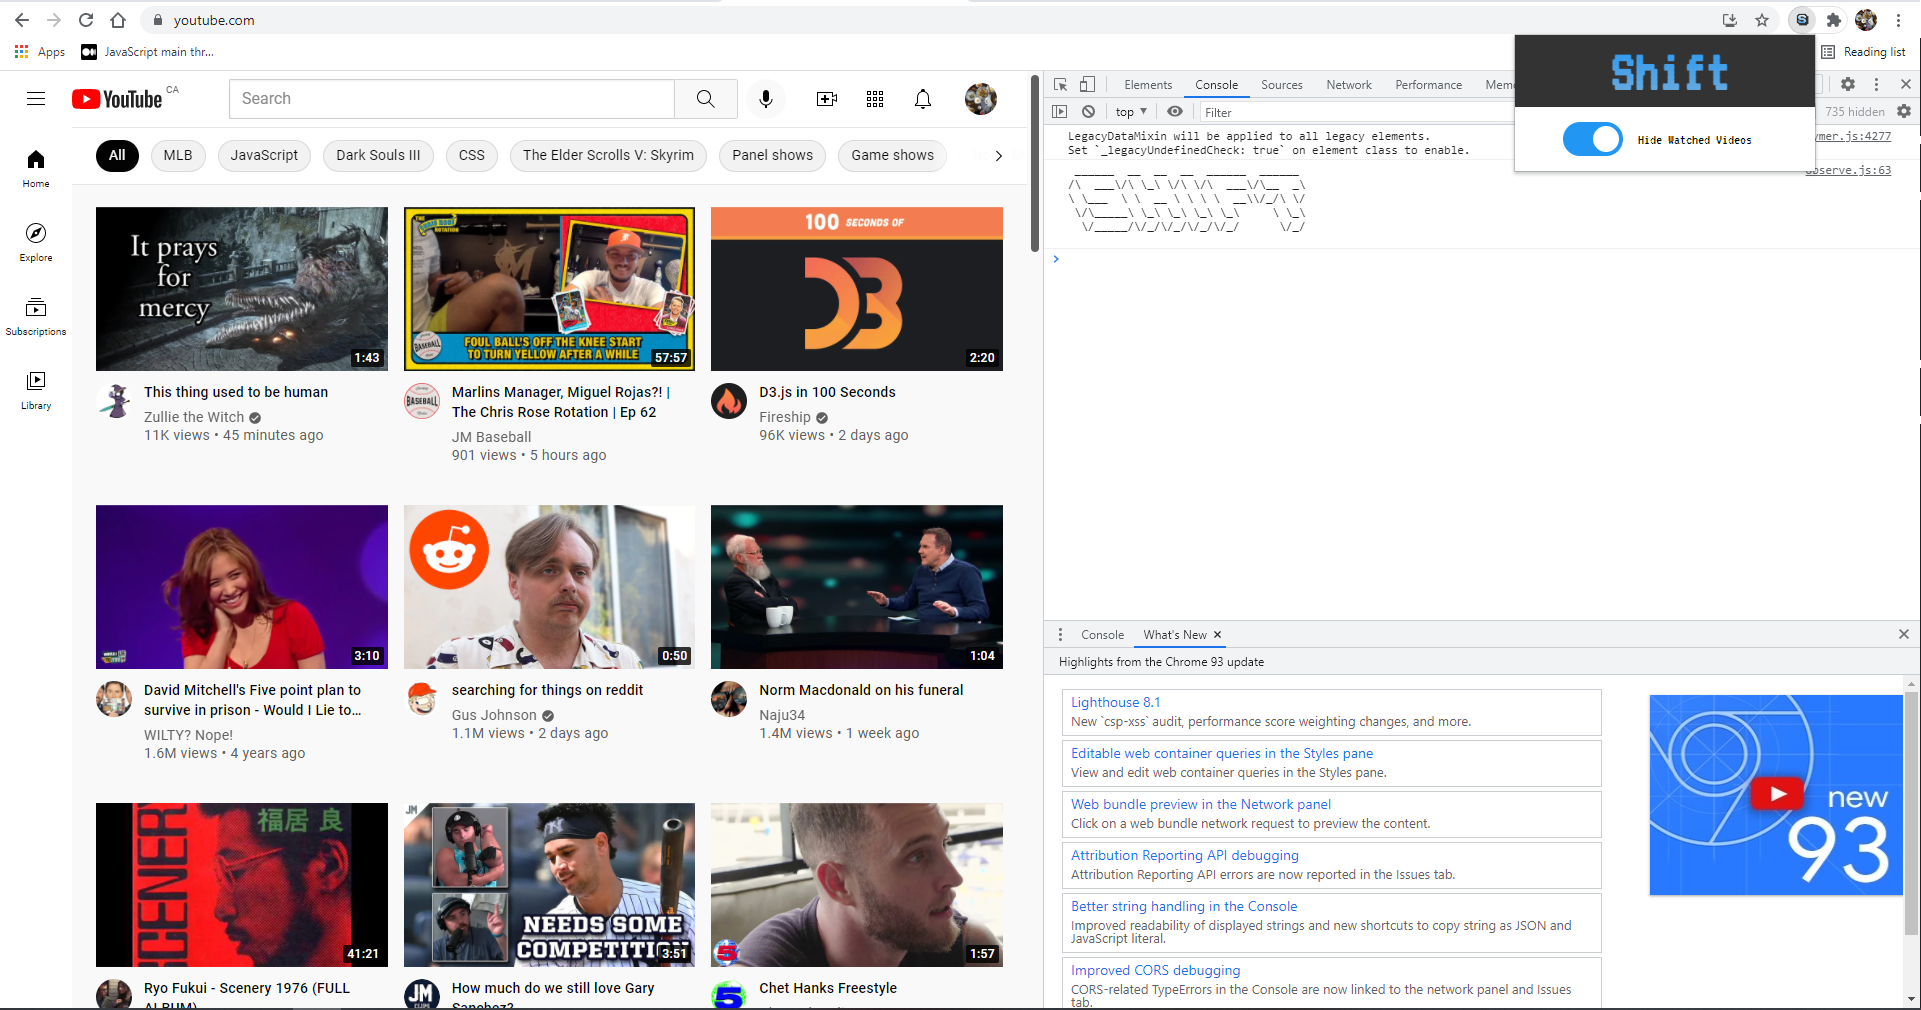 youtube.com
Apps
JavaScript main thr...
Reading list
YouTube CA
Search
All
MLB
JavaScript
Dark Souls III
CSS
The Elder Scrolls V: Skyrim
Panel shows
Game shows
Home
Explore
Subscriptions
Library
It prays
for
mercy
1:43
This thing used to be human
Zullie the Witch
11K views • 45 minutes ago
FOUL BALL'S OFF THE KNEE START
TO TURN YELLOW AFTER A WHILE
BASEBALL
57:57
BASEBALL
Marlins Manager, Miguel Rojas?! |
The Chris Rose Rotation | Ep 62
JM Baseball
901 views • 5 hours ago
100 SECONDS OF
2:20
D3.js in 100 Seconds
Fireship
96K views • 2 days ago
3:10
David Mitchell's Five point plan to
survive in prison - Would I Lie to...
WILTY? Nope!
1.6M views • 4 years ago
0:50
searching for things on reddit
Gus Johnson
1.1M views • 2 days ago
1:04
Norm Macdonald on his funeral
Naju34
1.4M views • 1 week ago
SCENERY
福居 良
41:21
Ryo Fukui - Scenery 1976 (FULL
ALBUM)
JM
NEEDS SOME
COMPETITION
3:51
JM
How much do we still love Gary
Sanchez?
5
1:57
5
Chet Hanks Freestyle
Elements
Console
Sources
Network
Performance
Mem
top
Filter
735 hidden
LegacyDataMixin will be applied to all legacy elements.
Set `_legacyUndefinedCheck: true` on element class to enable.
ymer.js:4277
observe.js:63
Shift
Hide Watched Videos
Console
What's New
Highlights from the Chrome 93 update
Lighthouse 8.1
New `csp-xss` audit, performance score weighting changes, and more.
Editable web container queries in the Styles pane
View and edit web container queries in the Styles pane.
Web bundle preview in the Network panel
Click on a web bundle network request to preview the content.
Attribution Reporting API debugging
Attribution Reporting API errors are now reported in the Issues tab.
Better string handling in the Console
Improved readability of displayed strings and new shortcuts to copy string as JSON and
JavaScript literal.
Improved CORS debugging
CORS-related TypeErrors in the Console are now linked to the network panel and Issues
tab.
new
93